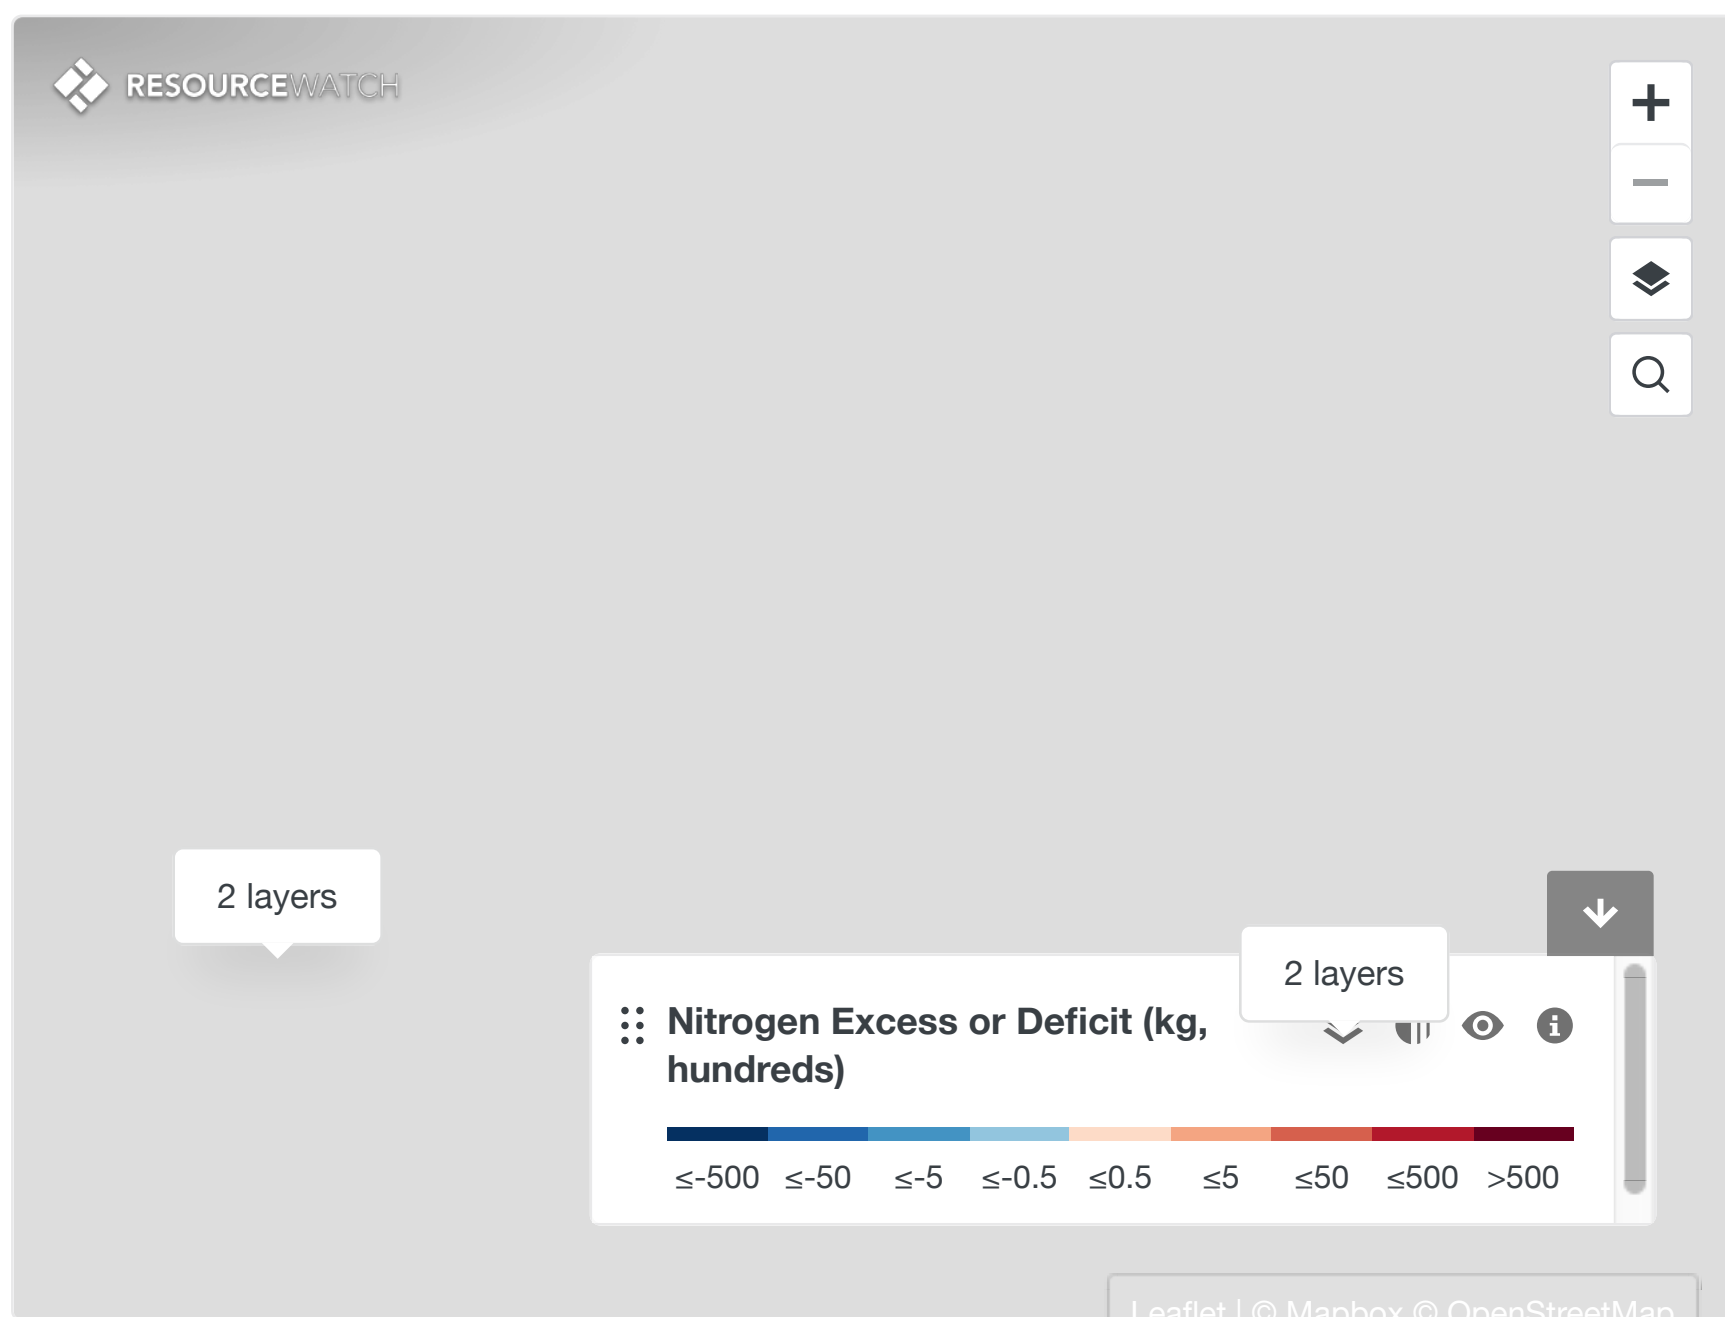 RESOURCEWATCH
2 layers
2 layers
Nitrogen Excess or Deficit (kg,
hundreds)
≤-500 ≤-50 ≤-5 ≤-0.5 ≤0.5 ≤5 ≤50 ≤500 >500
Leaflet | © Mapbox © OpenStreetMap